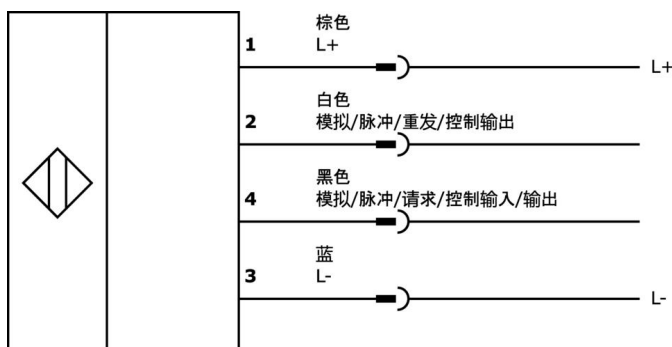 棕色
1
L+
L+
白色
2
模拟/脉冲/重发/控制输出
黑色
4
模拟/脉冲/请求/控制输入/输出
蓝
3
L-
L-